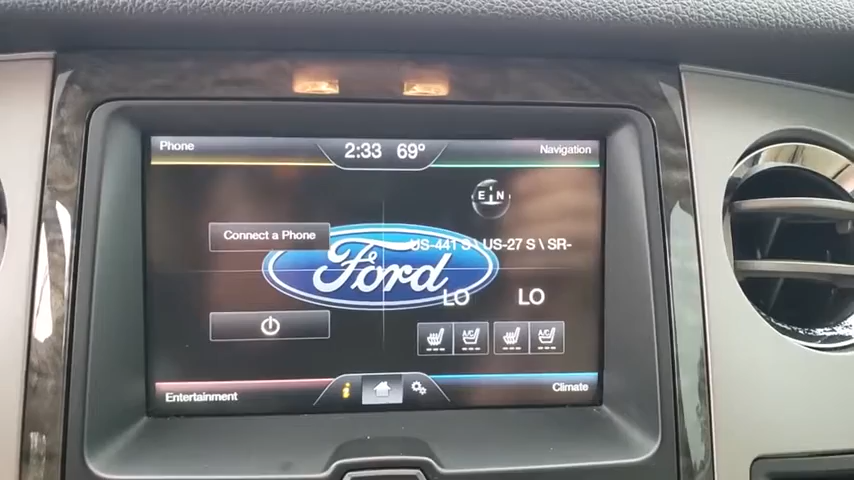 Phone
2:33 69°
Navigation
E N
Connect a Phone
US-441 S \ US-27 S \ SR-
Ford
LO LO
A/C A/C
Entertainment
i
Climate